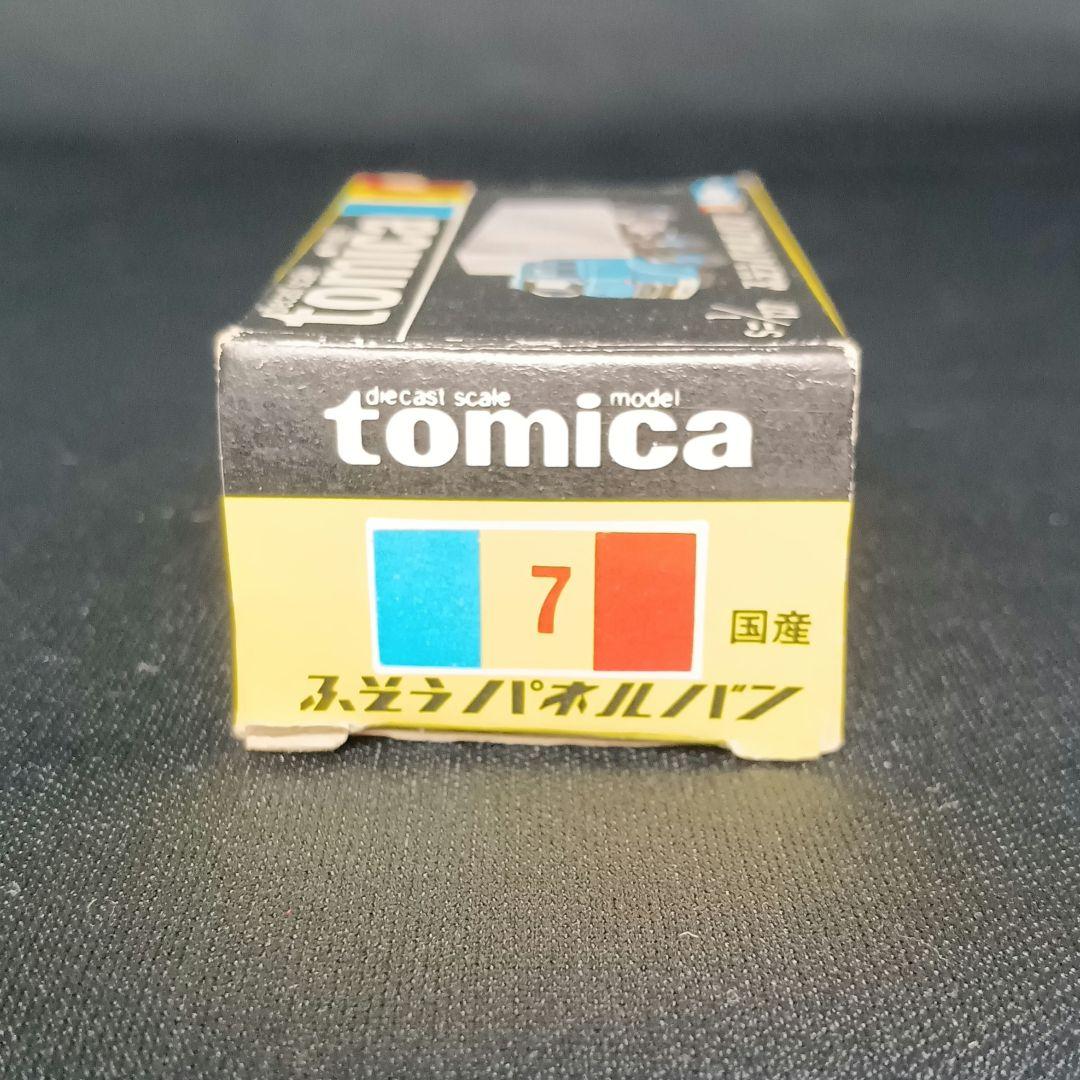 tomica
diecast scale model
tomica
7
国産
ふそうパネルバン